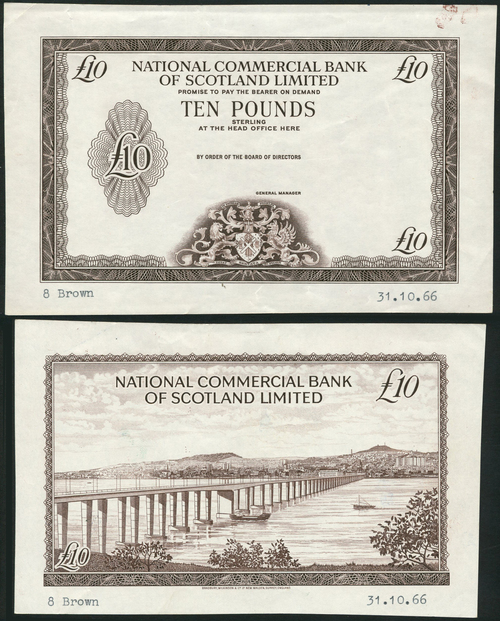 £10
NATIONAL COMMERCIAL BANK
OF SCOTLAND LIMITED
£10
PROMISE TO PAY THE BEARER ON DEMAND
TEN POUNDS
STERLING
AT THE HEAD OFFICE HERE
£10
BY ORDER OF THE BOARD OF DIRECTORS
GENERAL MANAGER
£10
8 Brown
31.10.66
NATIONAL COMMERCIAL BANK
OF SCOTLAND LIMITED
£10
£10
8 Brown
31.10.66